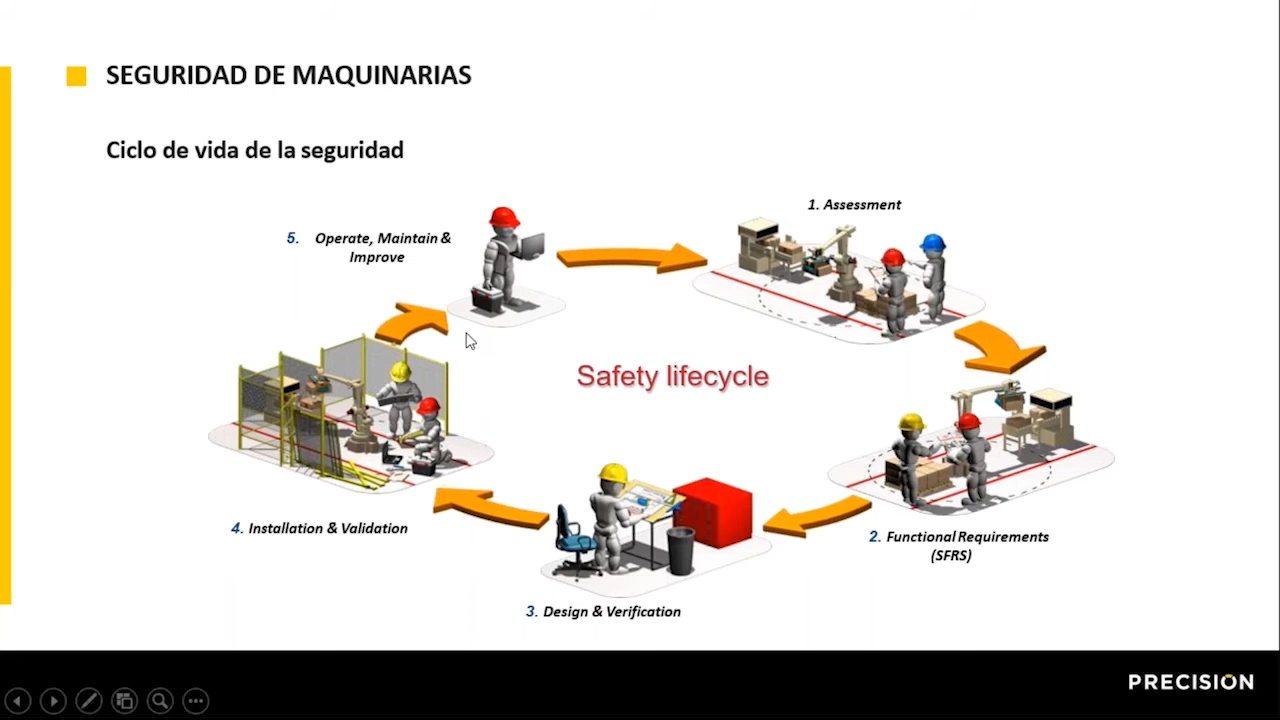 SEGURIDAD DE MAQUINARIAS
Ciclo de vida de la seguridad
1. Assessment
5. Operate, Maintain &
Improve
Safety lifecycle
4. Installation & Validation
2. Functional Requirements
(SFRS)
3. Design & Verification
PRECISIÓN